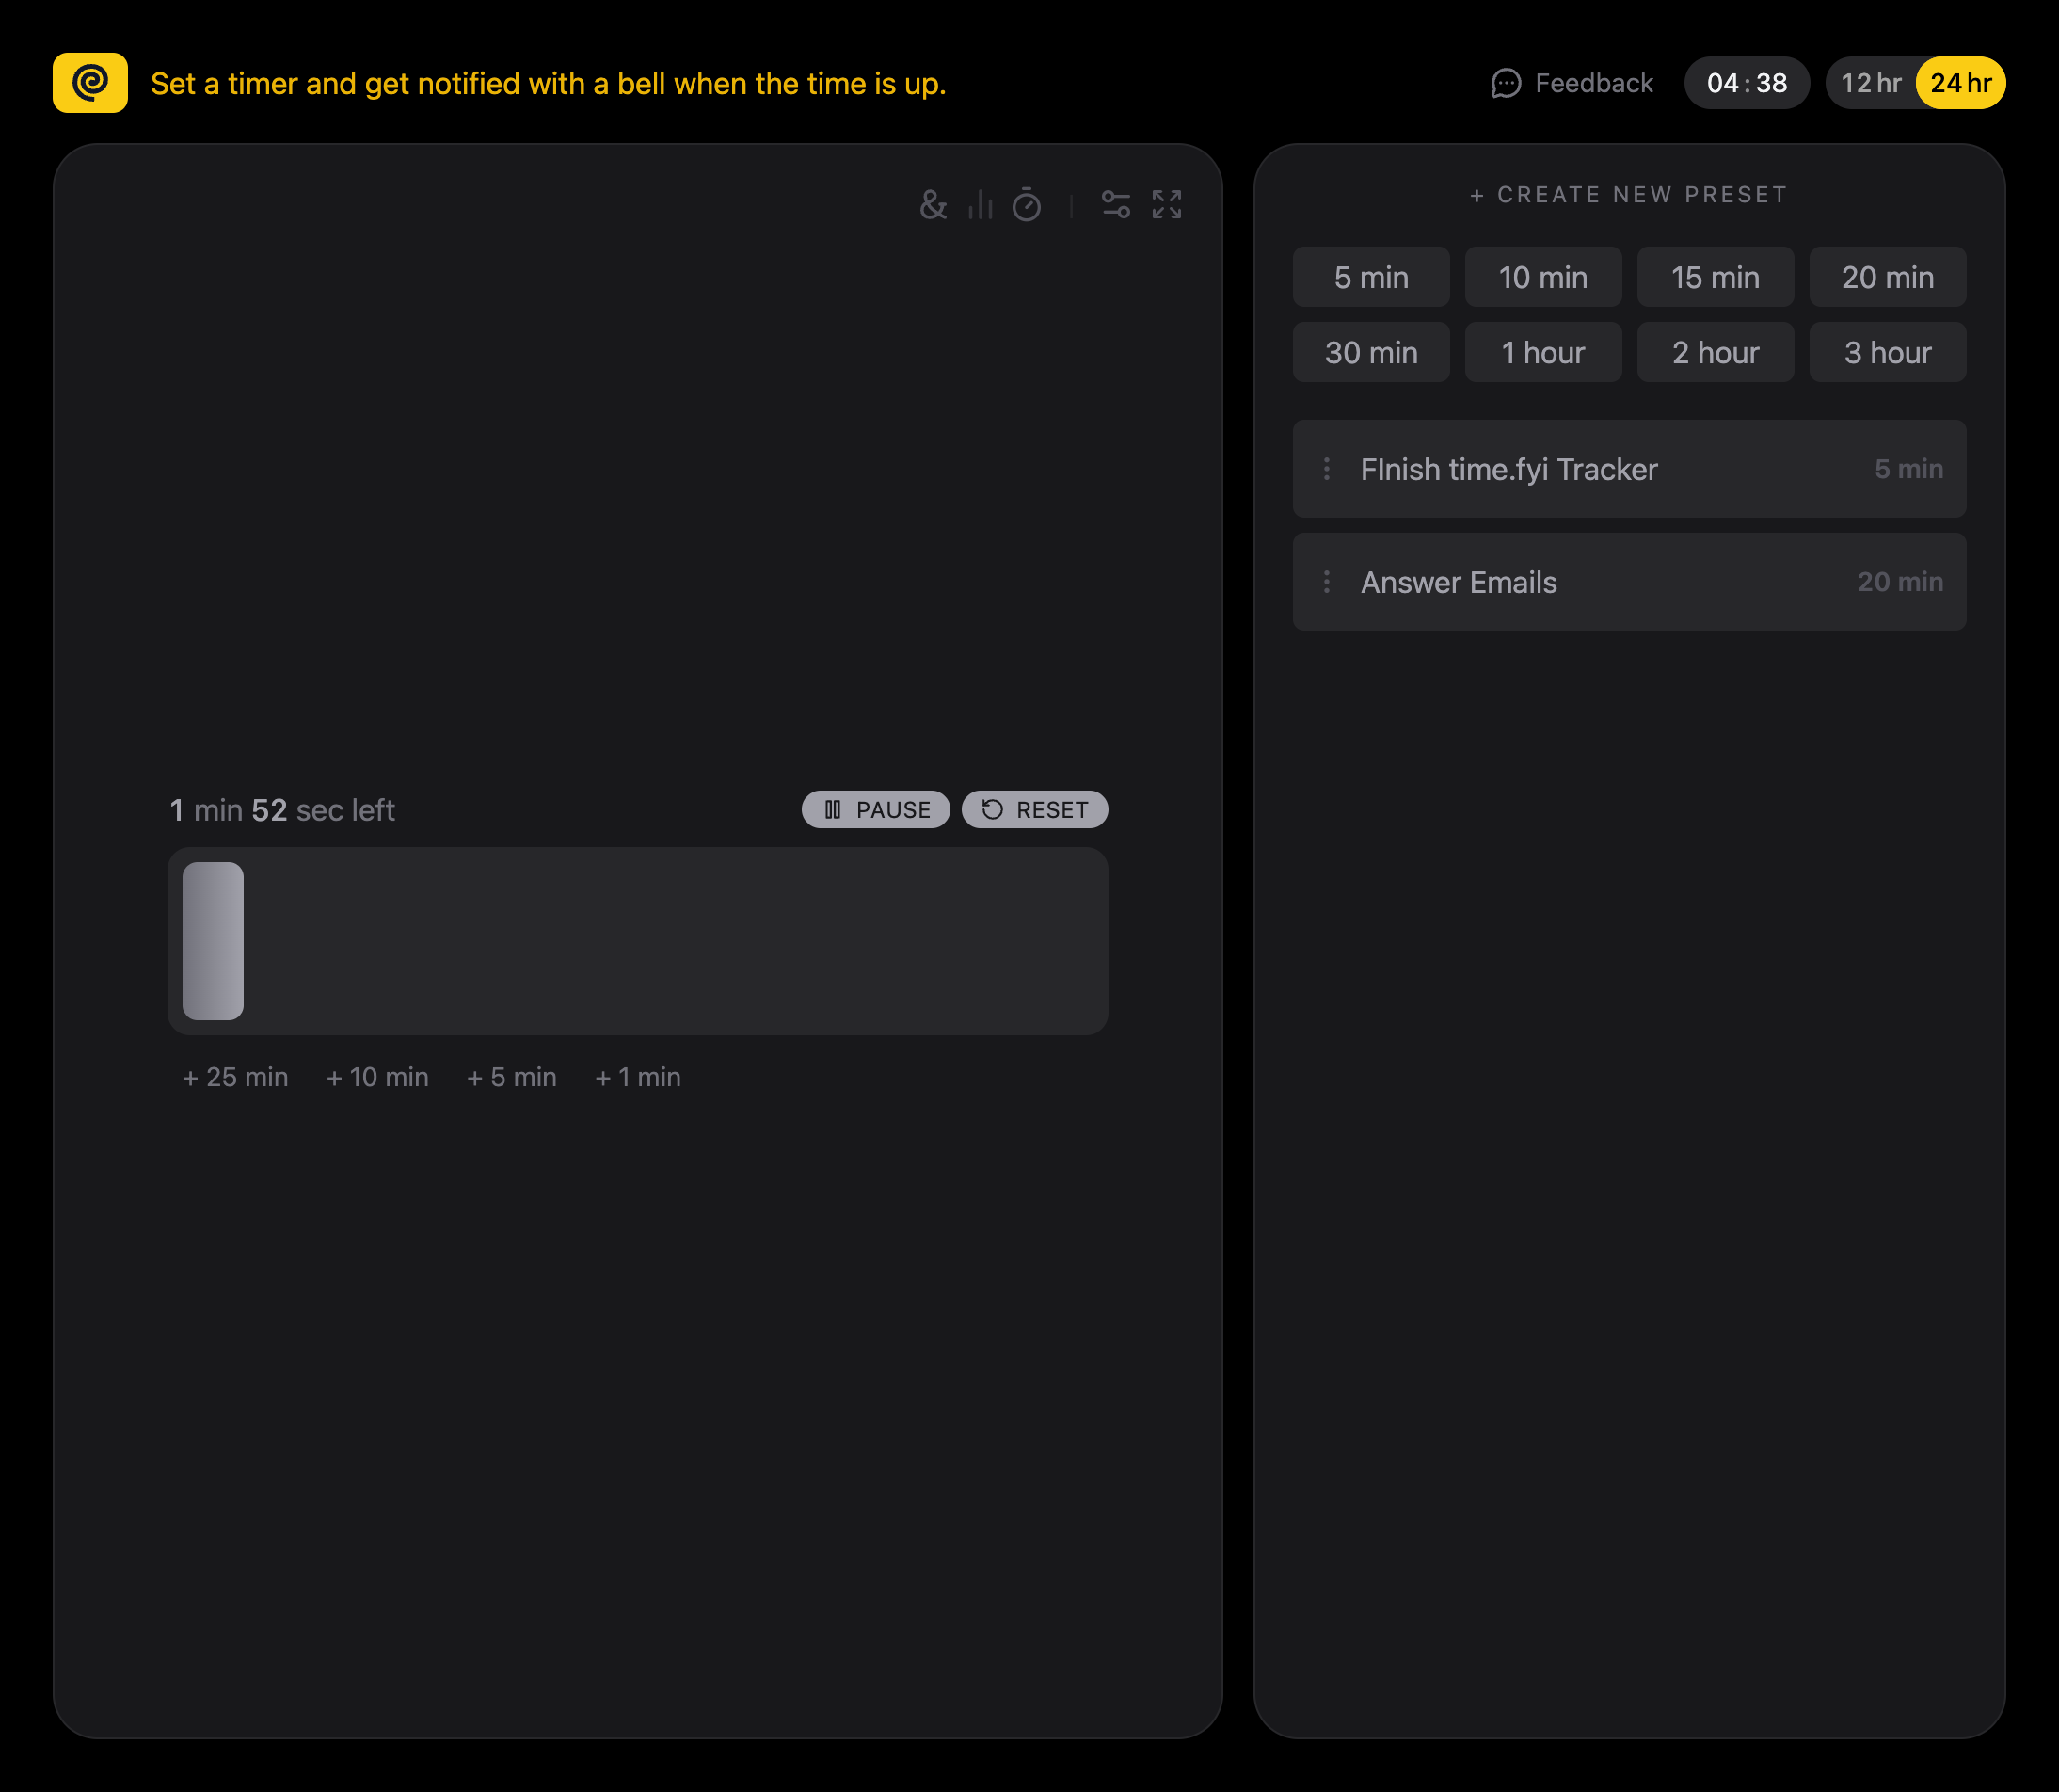 Set a timer and get notified with a bell when the time is up.
Feedback
04:38
12 hr
24 hr
1 min 52 sec left
PAUSE
RESET
+ 25 min
+ 10 min
+ 5 min
+ 1 min
+ CREATE NEW PRESET
5 min
10 min
15 min
20 min
30 min
1 hour
2 hour
3 hour
FInish time.fyi Tracker
5 min
Answer Emails
20 min